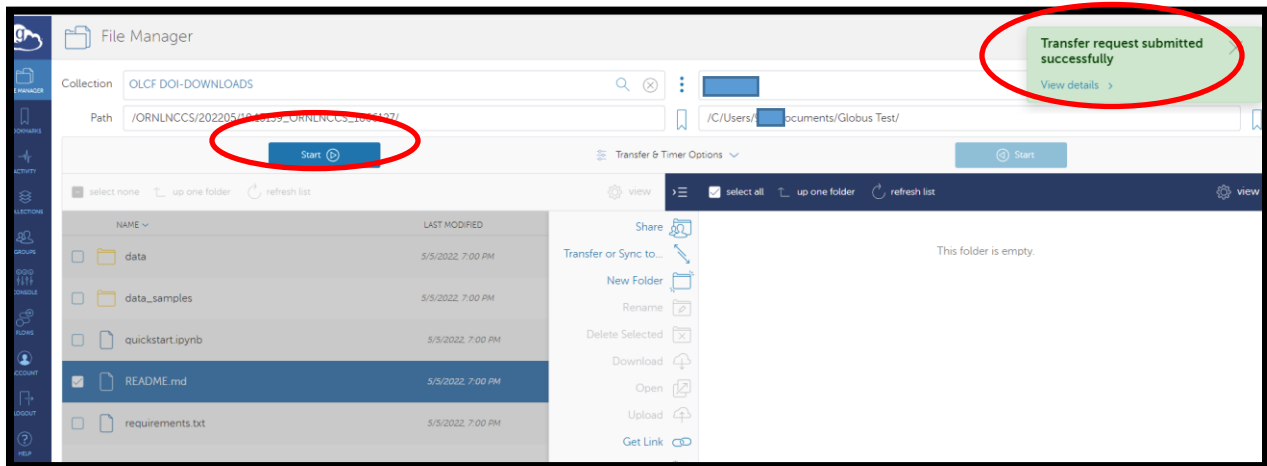 File Manager
Transfer request submitted
successfully
View details >
Collection OLCF DOI-DOWNLOADS
Path /ORNLNCCS/202205/
/C/Users/ ocuments/Globus Test/
Start
Transfer & Timer Options
Start
select none up one folder refresh list view
select all up one folder refresh list view
NAME LAST MODIFIED
data 5/5/2022, 7:00 PM
data_samples 5/5/2022, 7:00 PM
quickstart.ipynb 5/5/2022, 7:00 PM
README.md 5/5/2022, 7:00 PM
requirements.txt 5/5/2022, 7:00 PM
Share
Transfer or Sync to...
New Folder
Rename
Delete Selected
Download
Open
Upload
Get Link
This folder is empty.
E MANAGER
OOKMARKS
ACTIVITY
LLECTIONS
GROUPS
CONSOLE
FLOWS
CCOUNT
LOGOUT
HELP